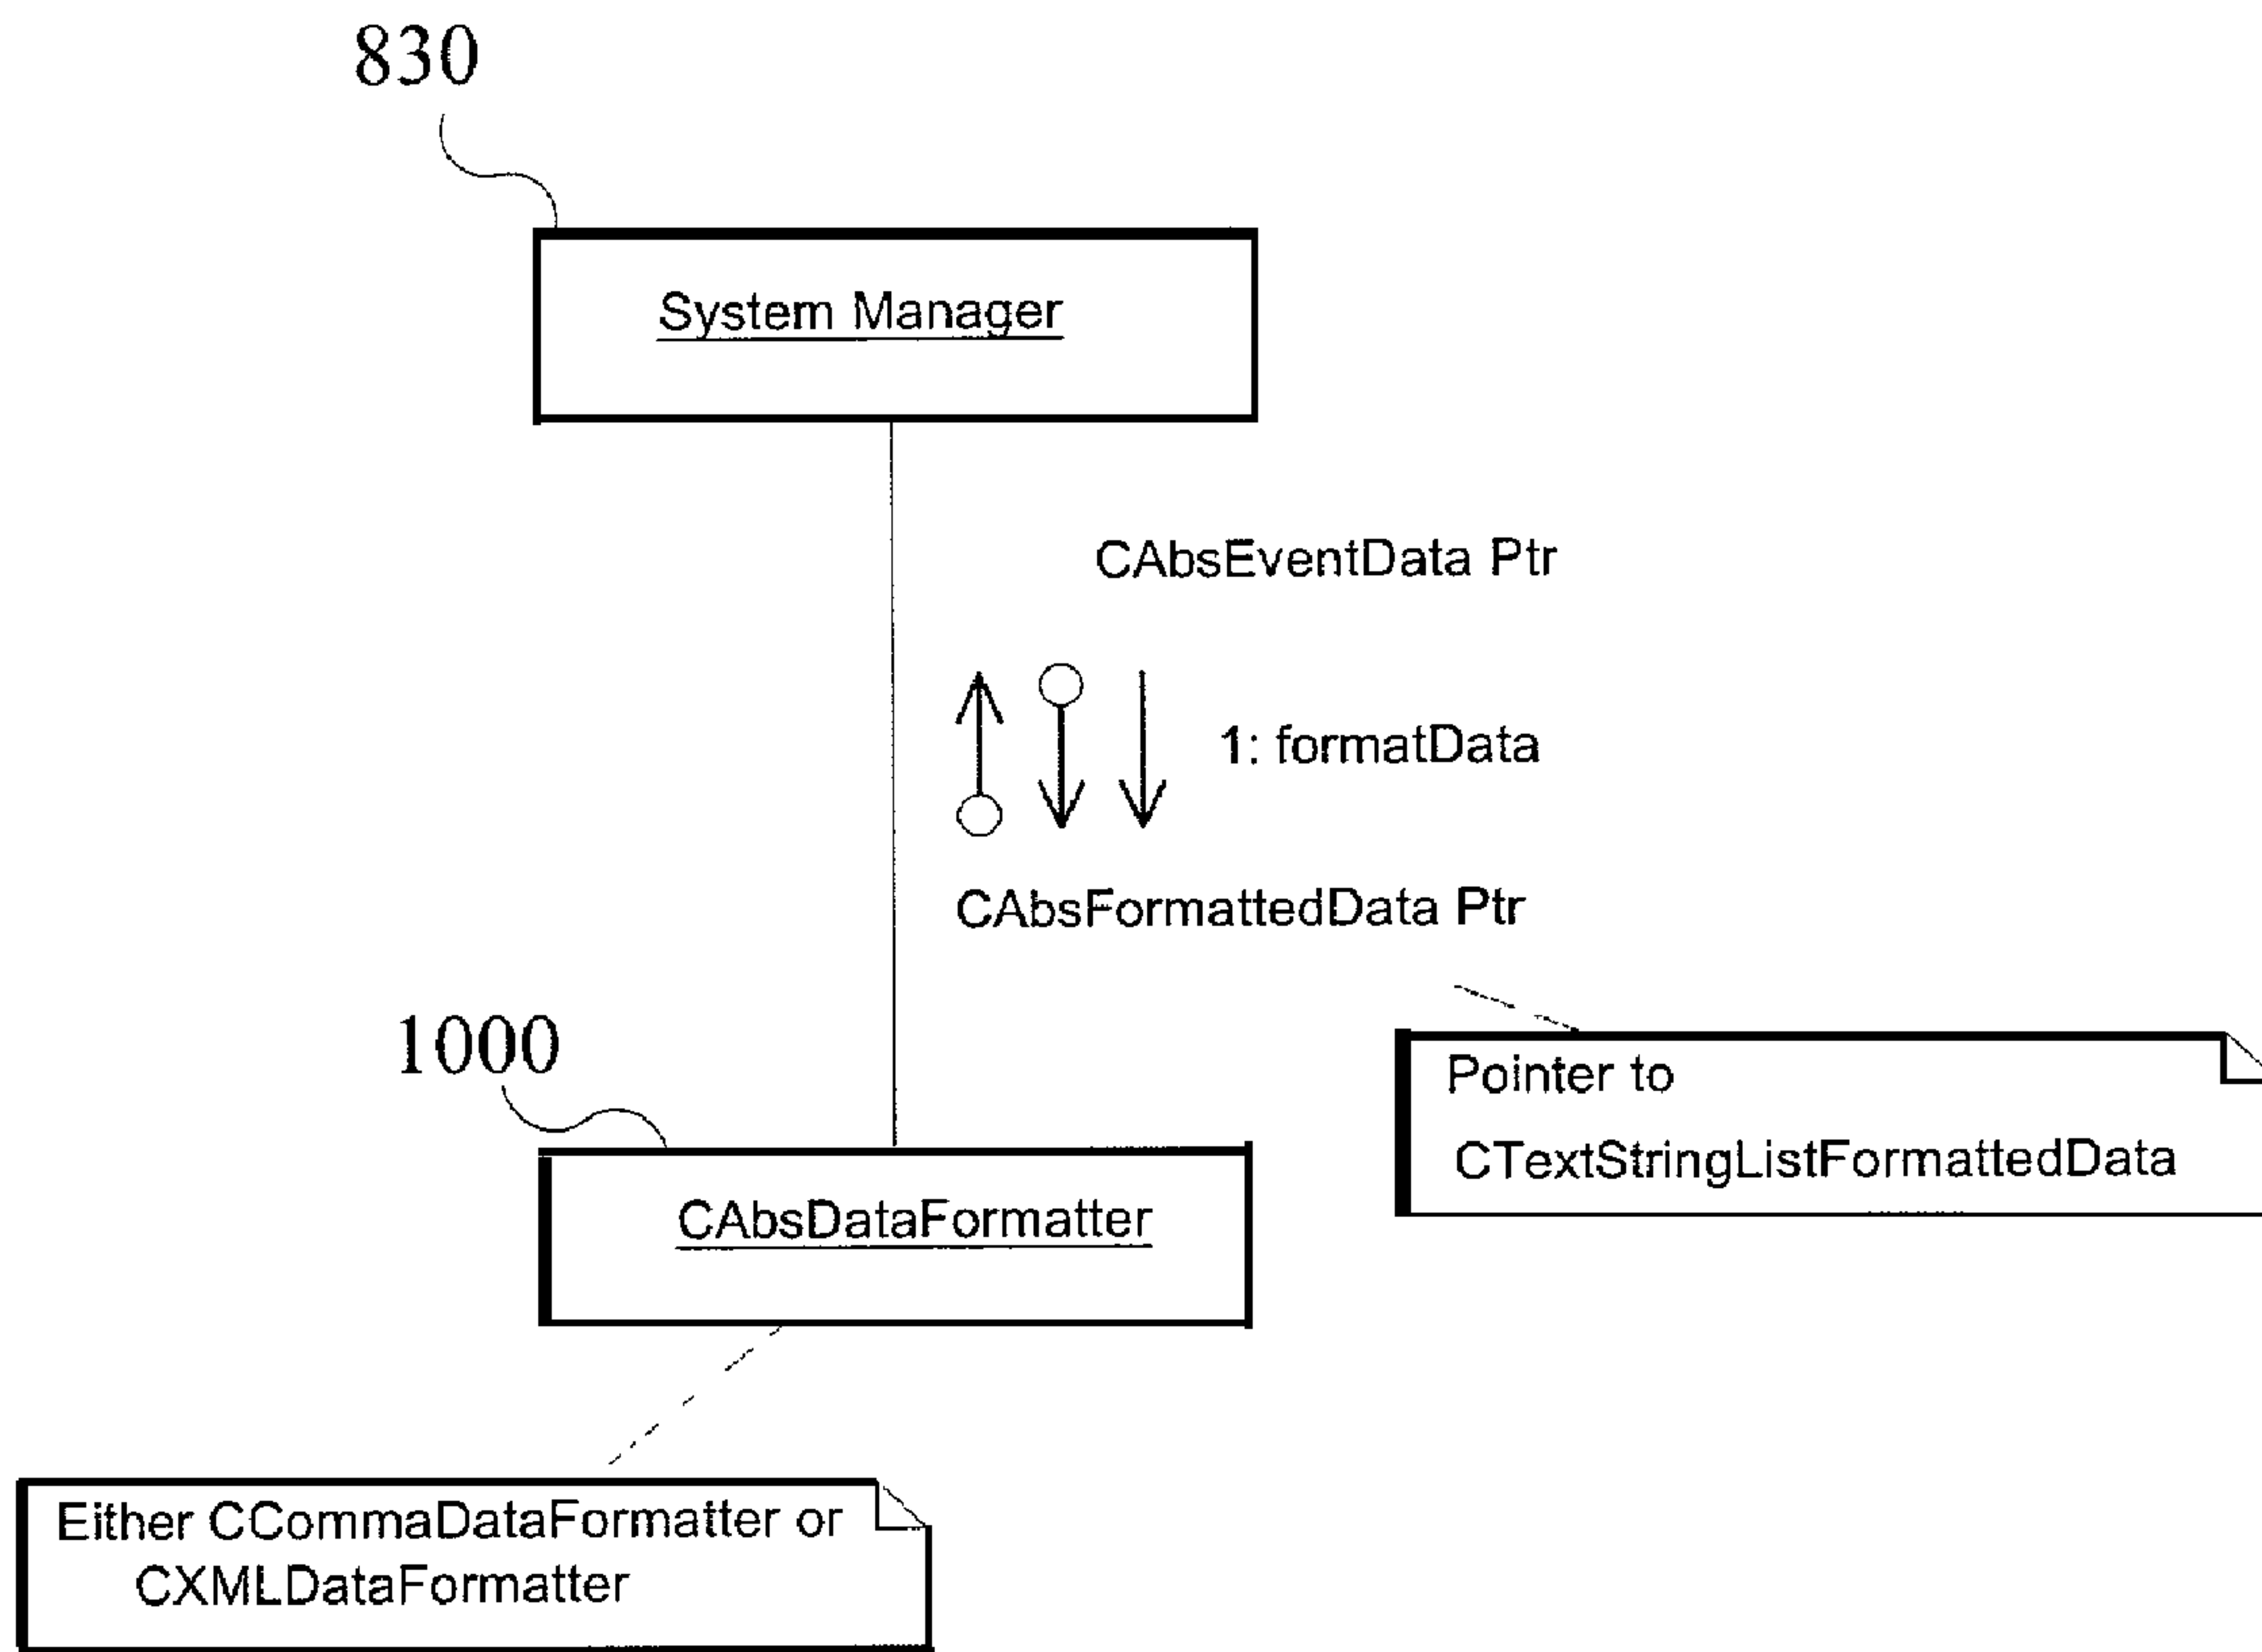 830
System Manager
CAbsEventData Ptr
1: formatData
CAbsFormattedData Ptr
1000
Pointer to
CTextStringListFormattedData
CAbsDataFormatter
Either CCommaDataFormatter or
CXMLDataFormatter